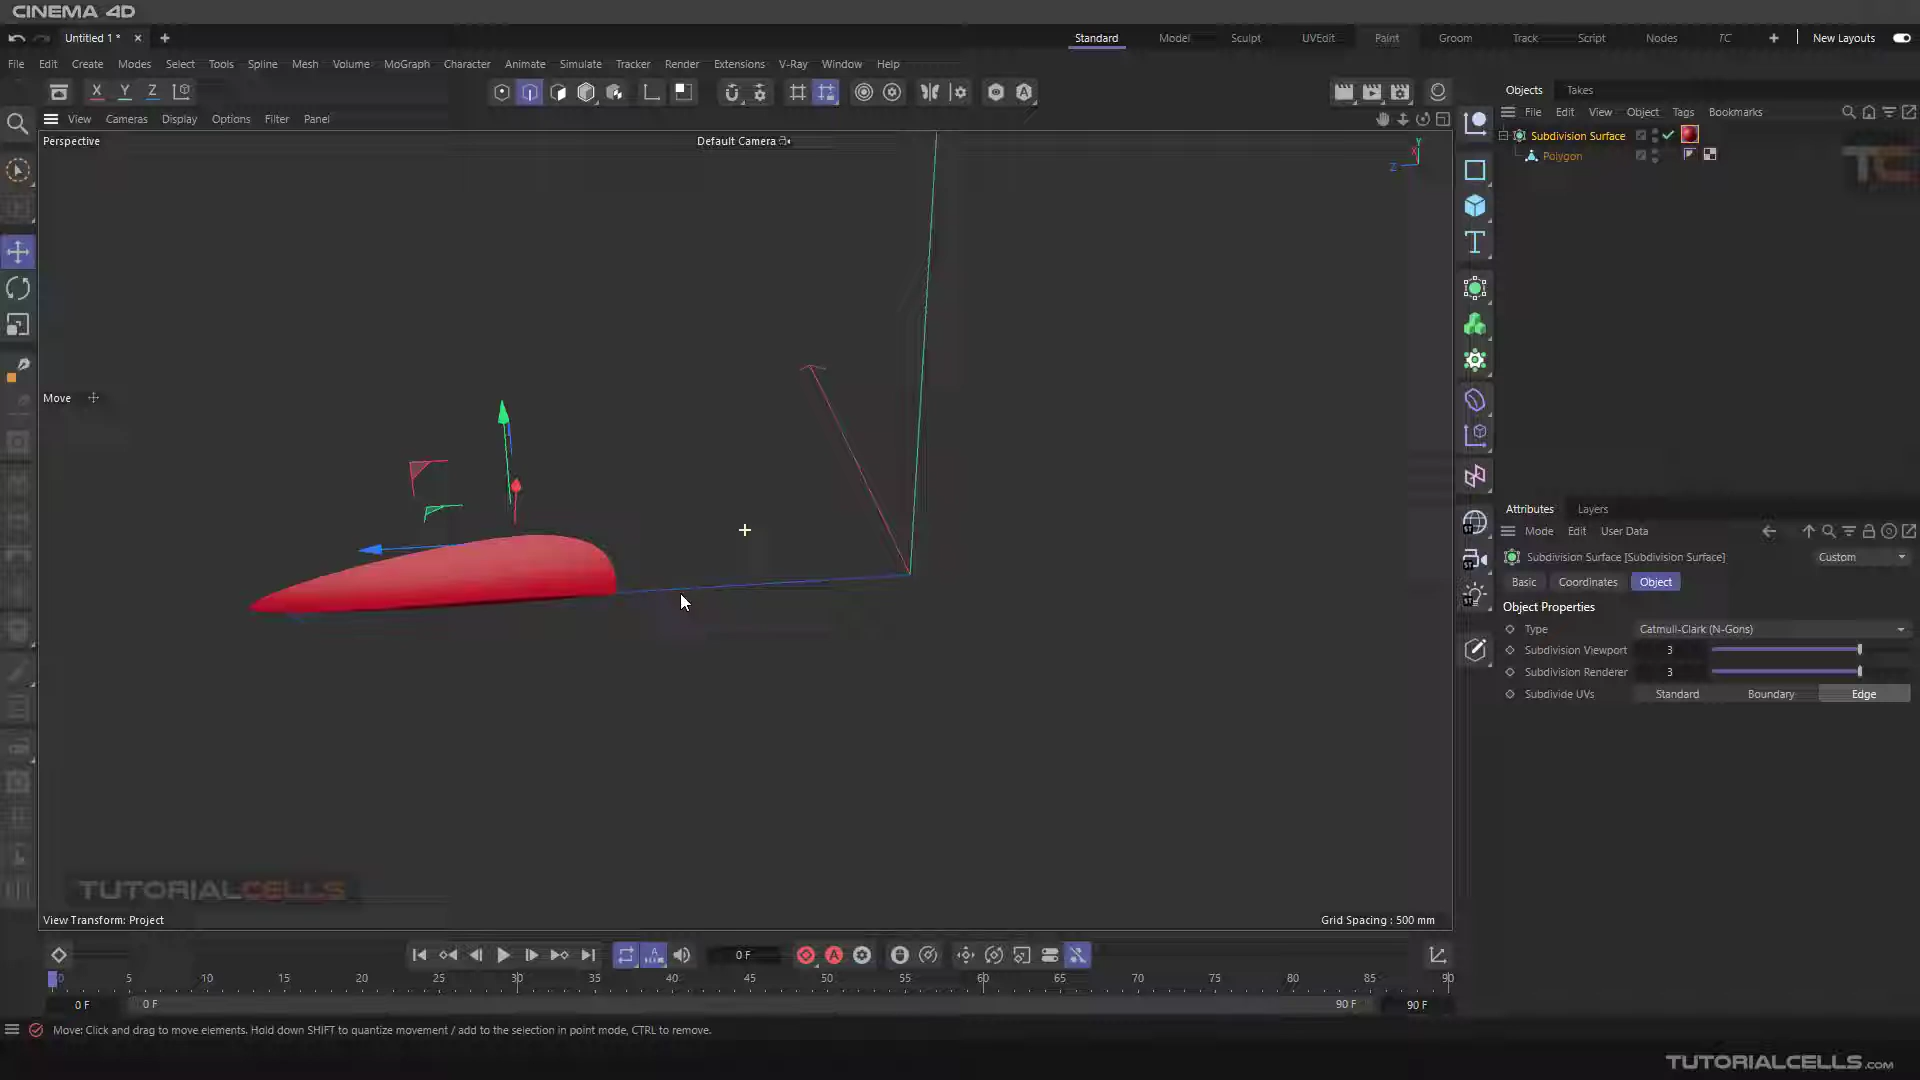 CINEMA 4D
Untitled 1 *
Standard Model Sculpt UVEdit Paint Groom Track Script Nodes TC New Layouts
File Edit Create Modes Select Tools Spline Mesh Volume MoGraph Character Animate Simulate Tracker Render Extensions V-Ray Window Help
X Y Z
Objects Takes
View Cameras Display Options Filter Panel
File Edit View Object Tags Bookmarks
Perspective
Default Camera
Y
X
Z
Subdivision Surface
Polygon
TC
Move
Attributes Layers
Mode Edit User Data
Subdivision Surface [Subdivision Surface]
Custom
Basic Coordinates Object
Object Properties
Type Catmull-Clark (N-Gons)
Subdivision Viewport 3
Subdivision Renderer 3
Subdivide UVs Standard Boundary Edge
ST
ST
ST
TUTORIALCELLS
View Transform: Project
Grid Spacing : 500 mm
0 F
0 5 10 15 20 25 30 35 40 45 50 55 60 65 70 75 80 85 90
0 F 0 F 90 F 90 F
Move: Click and drag to move elements. Hold down SHIFT to quantize movement / add to the selection in point mode, CTRL to remove.
TUTORIALCELLS.COM